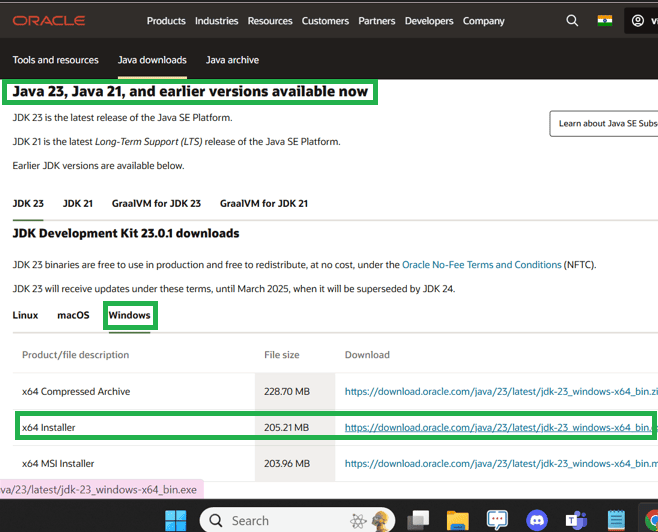 ORACLE Products Industries Resources Customers Partners Developers Company
Tools and resources Java downloads Java archive
Java 23, Java 21, and earlier versions available now
JDK 23 is the latest release of the Java SE Platform.
Learn about Java SE Subs
JDK 21 is the latest Long-Term Support (LTS) release of the Java SE Platform.
Earlier JDK versions are available below.
JDK 23 JDK 21 GraalVM for JDK 23 GraalVM for JDK 21
JDK Development Kit 23.0.1 downloads
JDK 23 binaries are free to use in production and free to redistribute, at no cost, under the Oracle No-Fee Terms and Conditions (NFTC).
JDK 23 will receive updates under these terms, until March 2025, when it will be superseded by JDK 24.
Linux macOS Windows
Product/file description File size Download
x64 Compressed Archive 228.70 MB https://download.oracle.com/java/23/latest/jdk-23_windows-x64_bin.zi
x64 Installer 205.21 MB https://download.oracle.com/java/23/latest/jdk-23_windows-x64_bin.
x64 MSI Installer 203.96 MB https://download.oracle.com/java/23/latest/jdk-23_windows-x64_bin.m
va/23/latest/jdk-23_windows-x64_bin.exe
Search